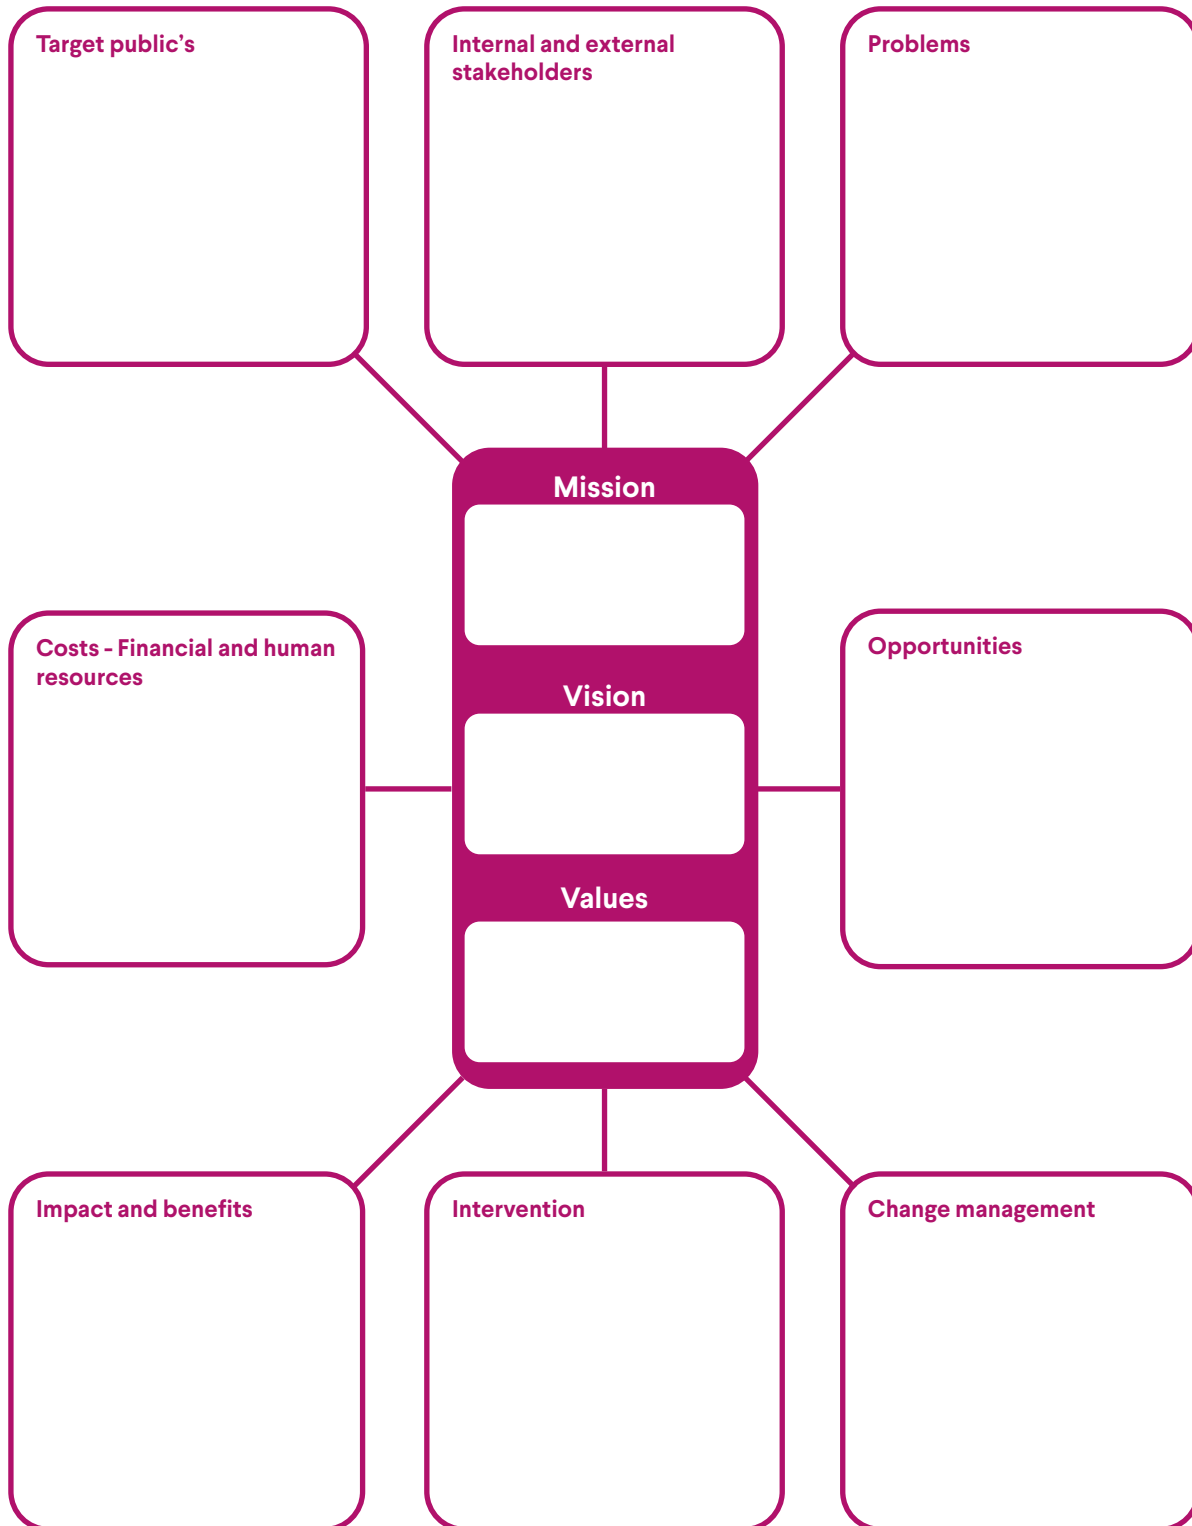 Target public’s
Internal and external
stakeholders
Problems
Mission
Costs - Financial and human
resources
Opportunities
Vision
Values
Impact and benefits
Intervention
Change management